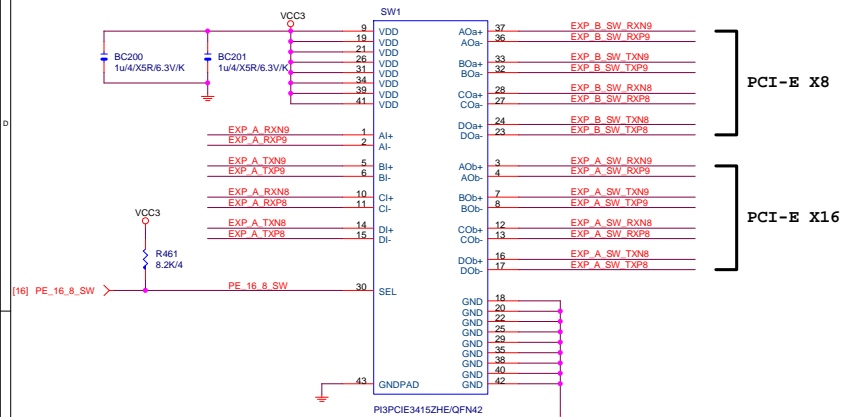 SW1
VCC3
BC200
1u/4/X5R/6.3V/K
BC201
1u/4/X5R/6.3V/K
9 VDD
19 VDD
21 VDD
26 VDD
31 VDD
34 VDD
39 VDD
41 VDD
EXP_A_RXN9 1 AI+
EXP_A_RXP9 2 AI-
EXP_A_TXN9 5 BI+
EXP_A_TXP9 6 BI-
EXP_A_RXN8 10 CI+
EXP_A_RXP8 11 CI-
EXP_A_TXN8 14 DI+
EXP_A_TXP8 15 DI-
VCC3
R461
8.2K/4
[16] PE_16_8_SW PE_16_8_SW 30 SEL
43 GNDPAD
AOa+ 37 EXP_B_SW_RXN9
AOa- 36 EXP_B_SW_RXP9
BOa+ 33 EXP_B_SW_TXN9
BOa- 32 EXP_B_SW_TXP9
COa+ 28 EXP_B_SW_RXN8
COa- 27 EXP_B_SW_RXP8
DOa+ 24 EXP_B_SW_TXN8
DOa- 23 EXP_B_SW_TXP8
PCI-E X8
AOb+ 3 EXP_A_SW_RXN9
AOb- 4 EXP_A_SW_RXP9
BOb+ 7 EXP_A_SW_TXN9
BOb- 8 EXP_A_SW_TXP9
COb+ 12 EXP_A_SW_RXN8
COb- 13 EXP_A_SW_RXP8
DOb+ 16 EXP_A_SW_TXN8
DOb- 17 EXP_A_SW_TXP8
PCI-E X16
GND 18
GND 20
GND 22
GND 25
GND 29
GND 35
GND 38
GND 40
GND 42
PI3PCIE3415ZHE/QFN42
D